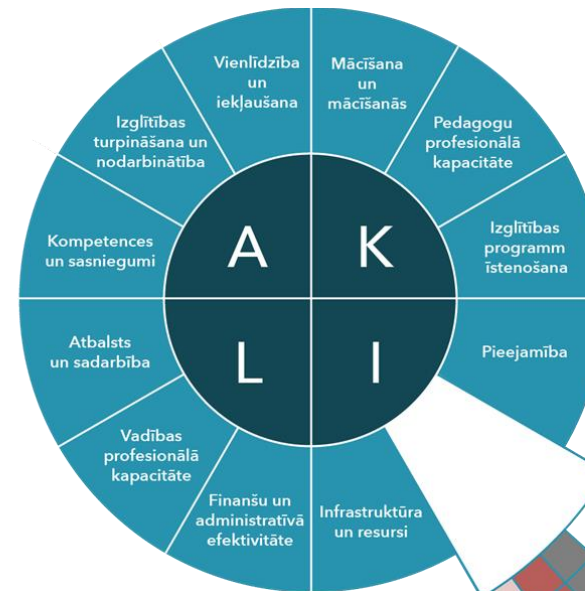 Vienlīdzība
un
iekļaušana
Mācīšana
un
mācīšanās
Izglītības
turpināšana un
nodarbinātība
Pedagogu
profesionālā
kapacitāte
Kompetences
un sasniegumi
A
K
Izglītības
programm
īstenošana
Atbalsts
un sadarbība
L
I
Pieejamība
Vadības
profesionālā
kapacitāte
Finanšu un
administratīvā
efektivitāte
Infrastruktūra
un resursi